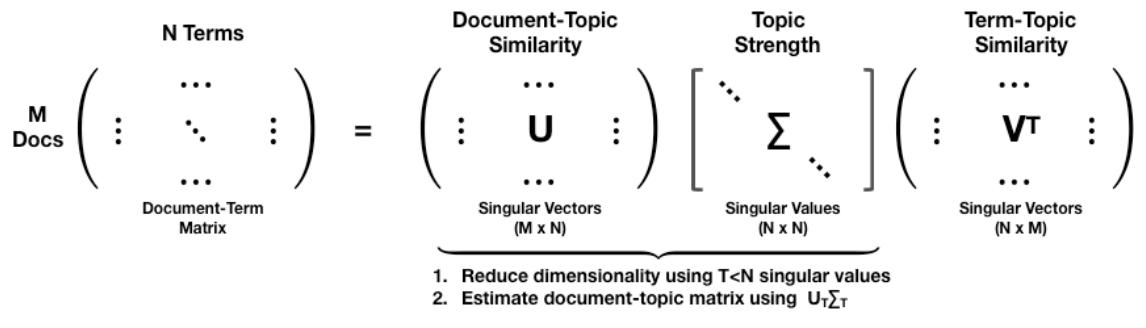 N Terms
Document-Topic
Similarity
Topic
Strength
Term-Topic
Similarity
M
Docs
=
U
∑
Vᵀ
Document-Term
Matrix
Singular Vectors
(M x N)
Singular Values
(N x N)
Singular Vectors
(N x M)
1. Reduce dimensionality using T<N singular values
2. Estimate document-topic matrix using U_T∑_T